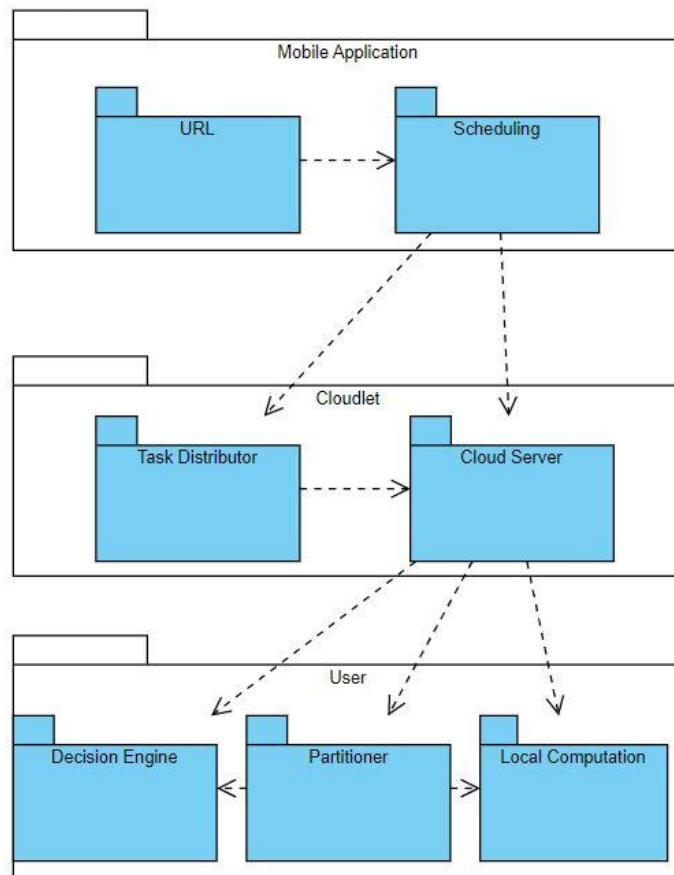 Mobile Application
URL
Scheduling
Cloudlet
Task Distributor
Cloud Server
User
Decision Engine
Partitioner
Local Computation